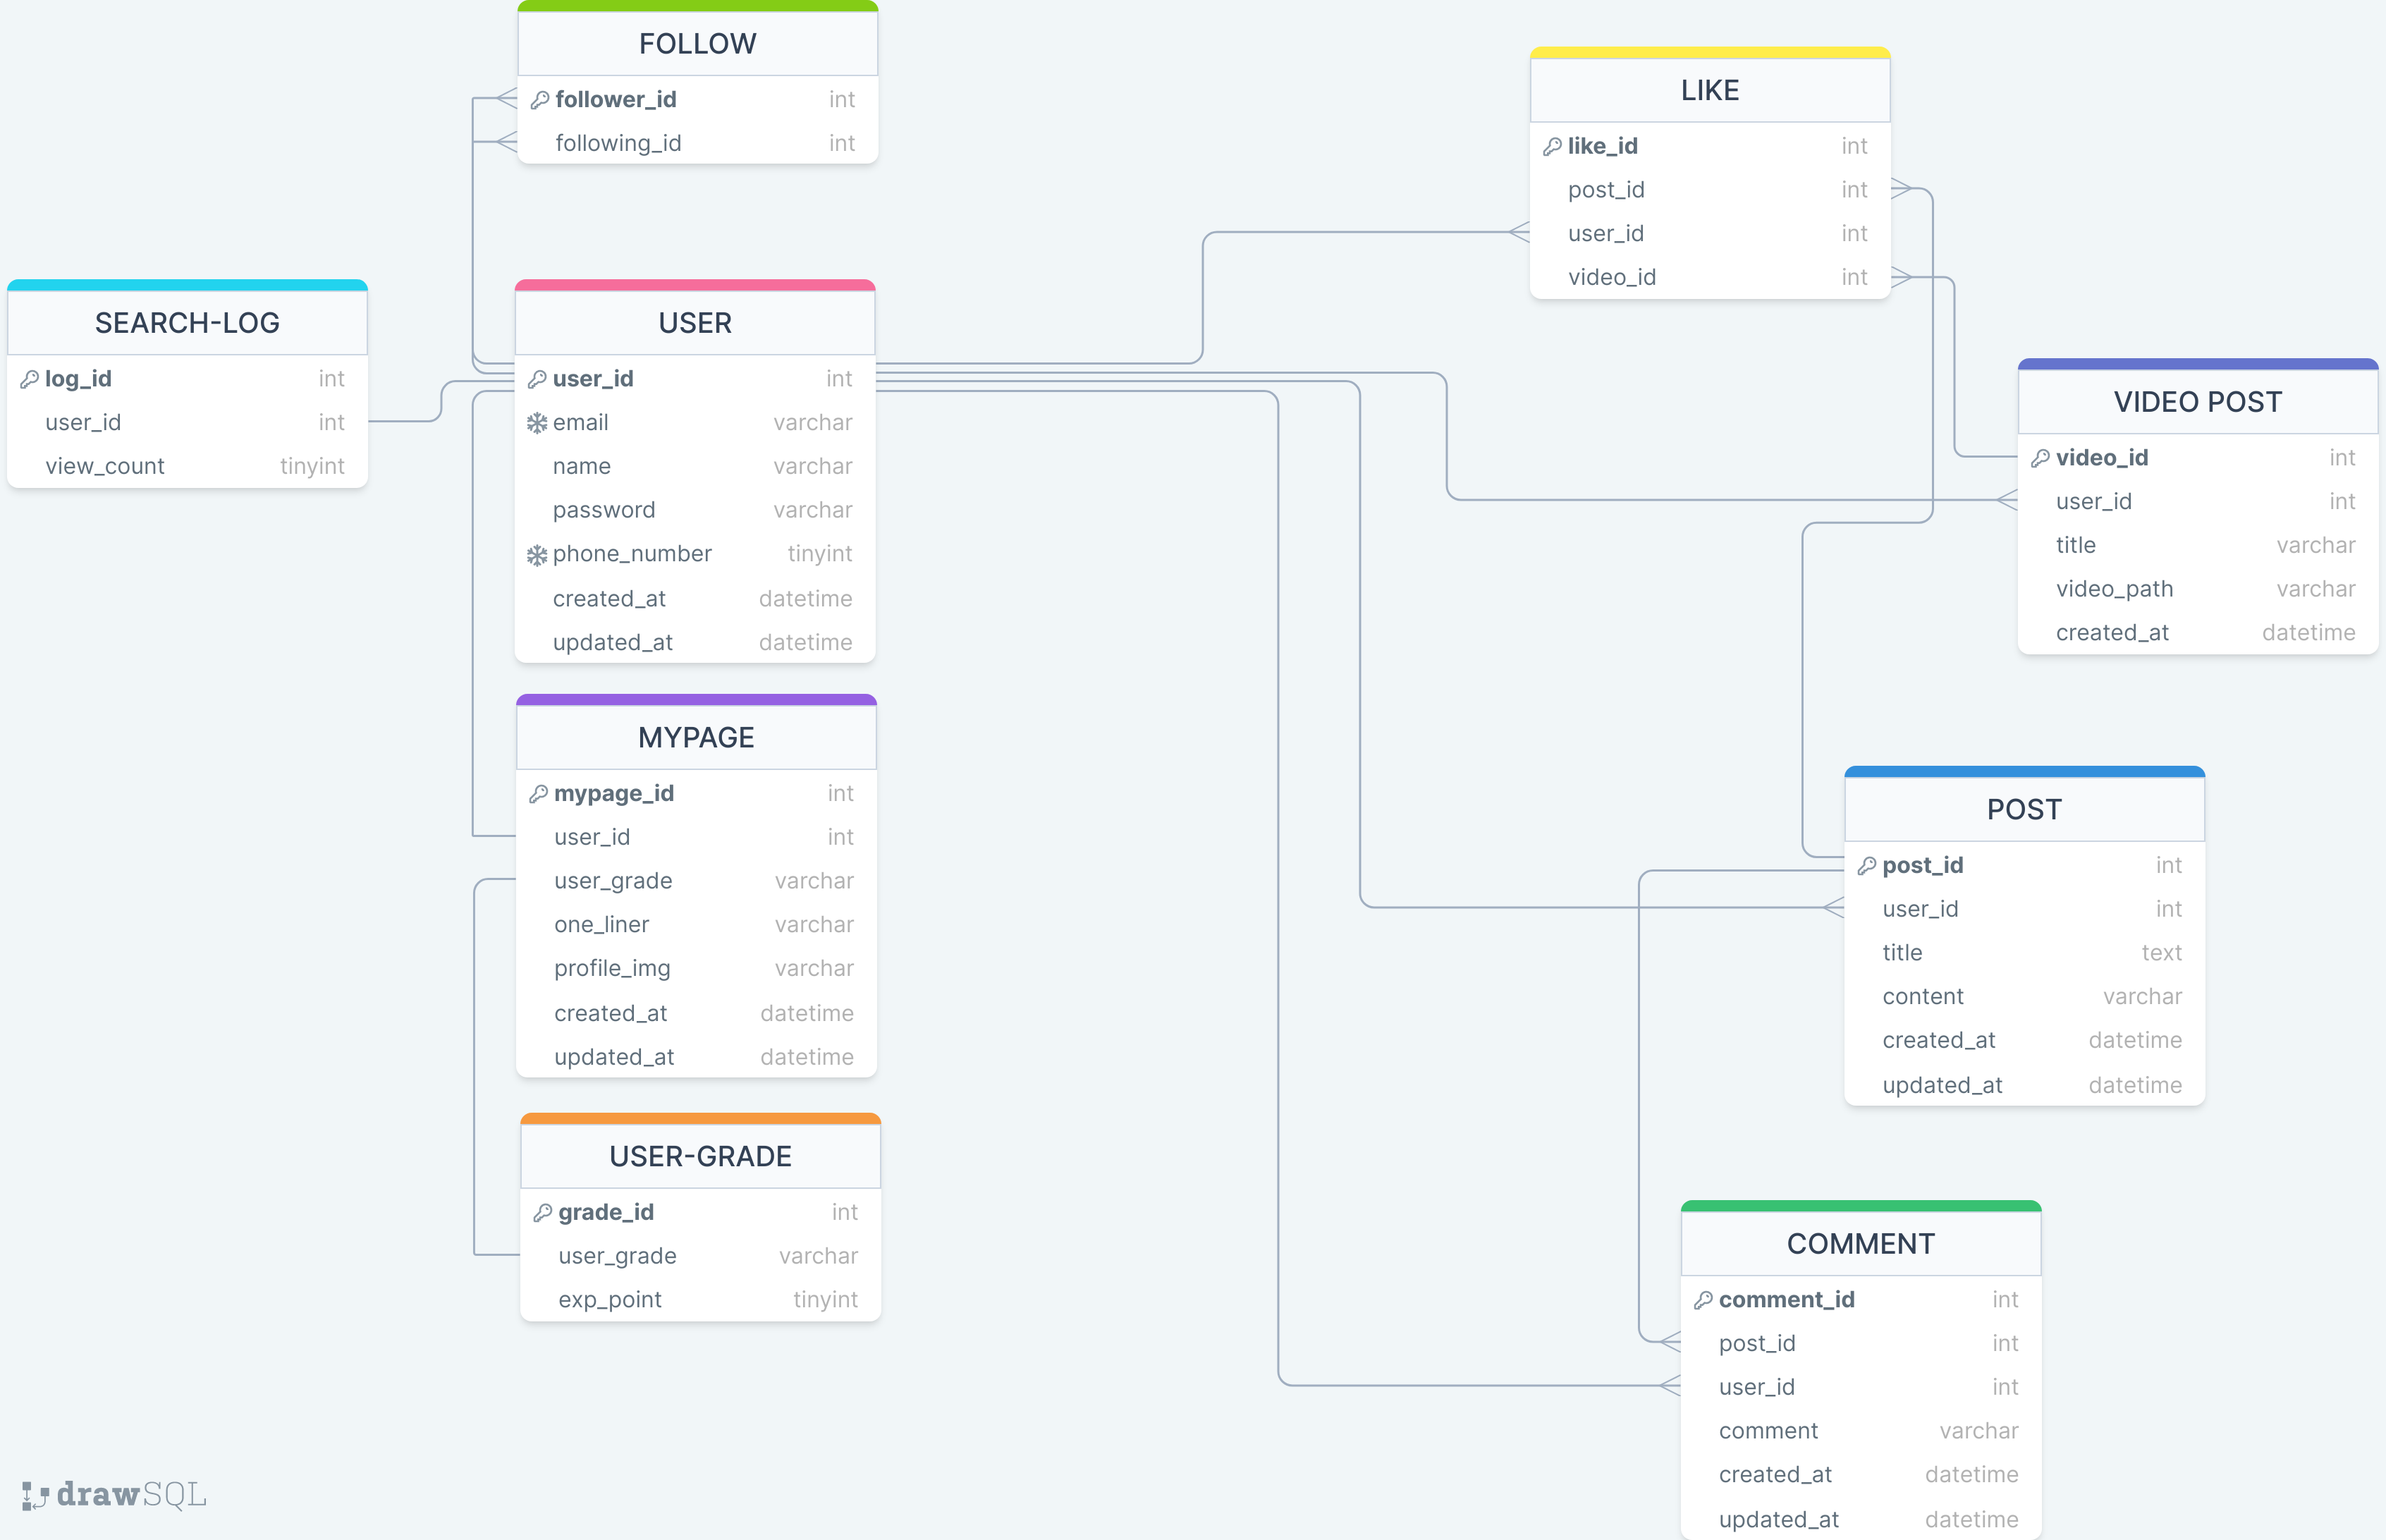 FOLLOW
follower_id int
following_id int
LIKE
like_id int
post_id int
user_id int
video_id int
SEARCH-LOG
log_id int
user_id int
view_count tinyint
USER
user_id int
email varchar
name varchar
password varchar
phone_number tinyint
created_at datetime
updated_at datetime
VIDEO POST
video_id int
user_id int
title varchar
video_path varchar
created_at datetime
MYPAGE
mypage_id int
user_id int
user_grade varchar
one_liner varchar
profile_img varchar
created_at datetime
updated_at datetime
POST
post_id int
user_id int
title text
content varchar
created_at datetime
updated_at datetime
USER-GRADE
grade_id int
user_grade varchar
exp_point tinyint
COMMENT
comment_id int
post_id int
user_id int
comment varchar
created_at datetime
updated_at datetime
drawSQL